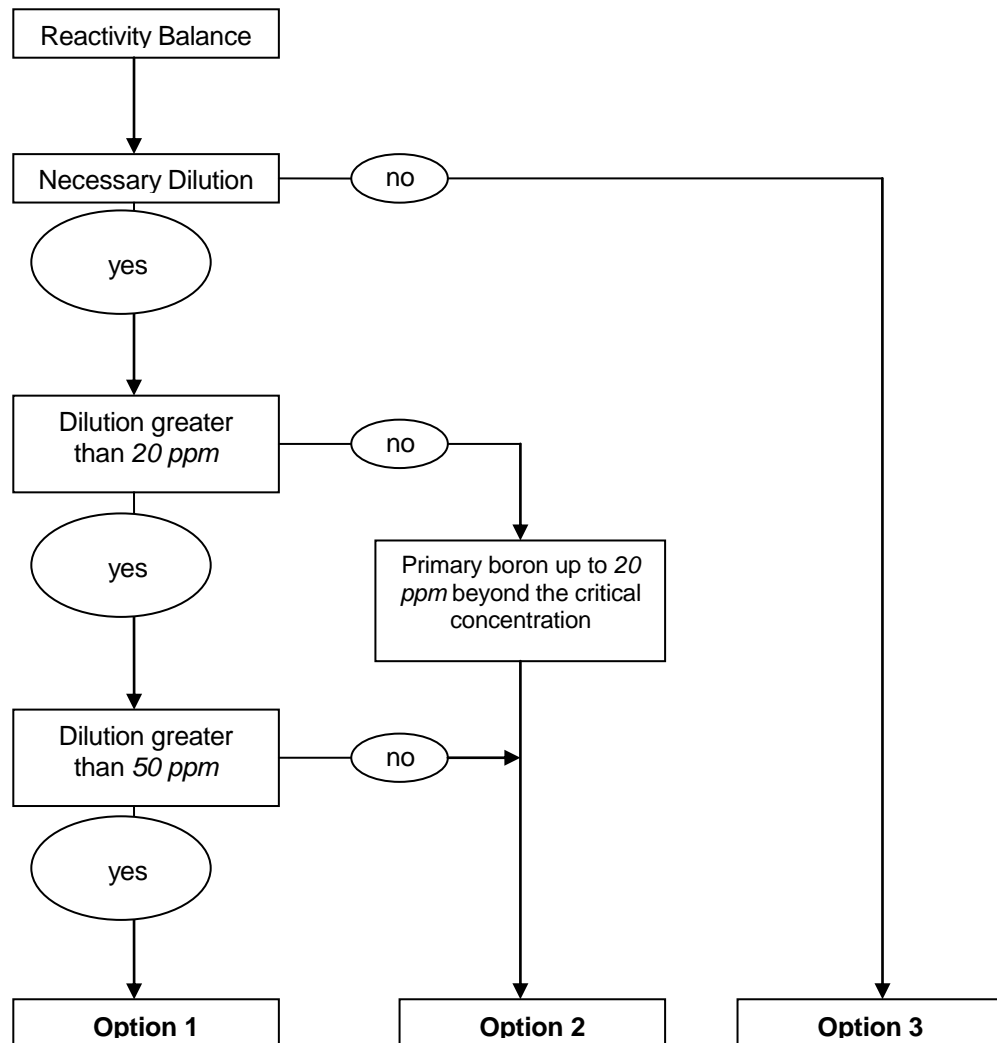 Reactivity Balance
Necessary Dilution
no
yes
Dilution greater
than 20 ppm
no
yes
Primary boron up to 20
ppm beyond the critical
concentration
Dilution greater
than 50 ppm
no
yes
Option 1
Option 2
Option 3